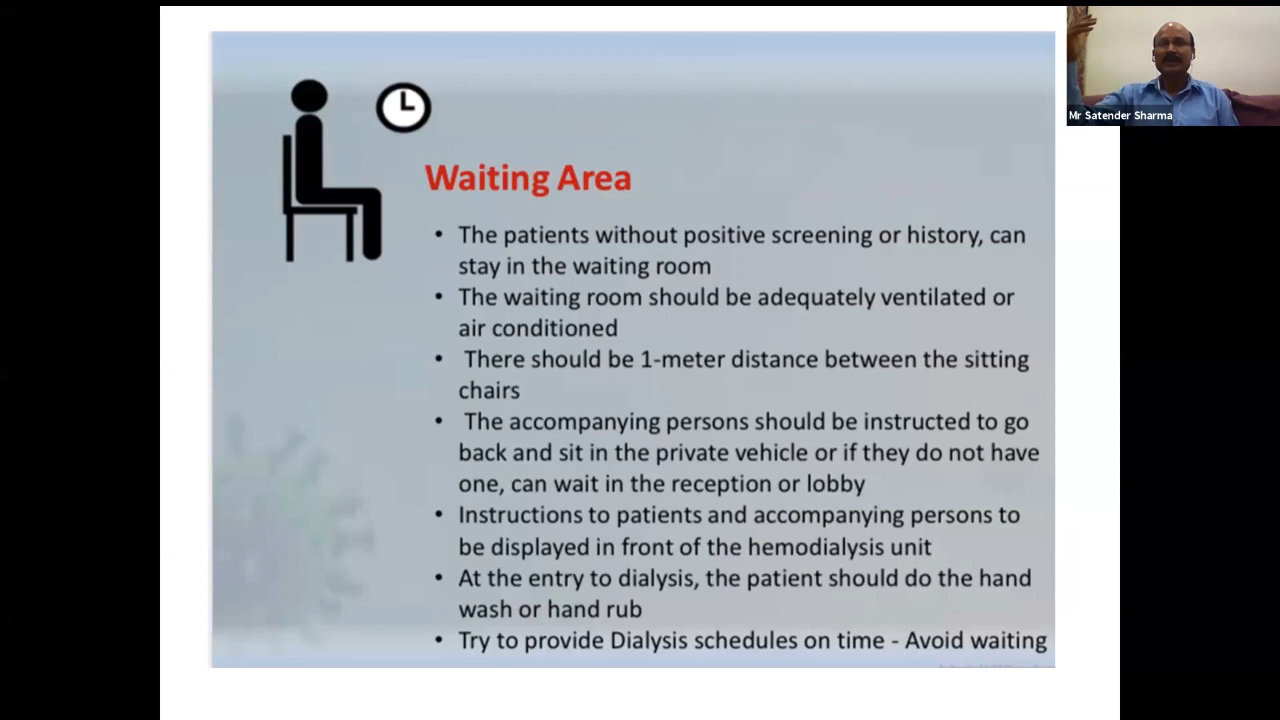 Mr Satender Sharma
Waiting Area
• The patients without positive screening or history, can
stay in the waiting room
• The waiting room should be adequately ventilated or
air conditioned
• There should be 1-meter distance between the sitting
chairs
• The accompanying persons should be instructed to go
back and sit in the private vehicle or if they do not have
one, can wait in the reception or lobby
• Instructions to patients and accompanying persons to
be displayed in front of the hemodialysis unit
• At the entry to dialysis, the patient should do the hand
wash or hand rub
• Try to provide Dialysis schedules on time - Avoid waiting